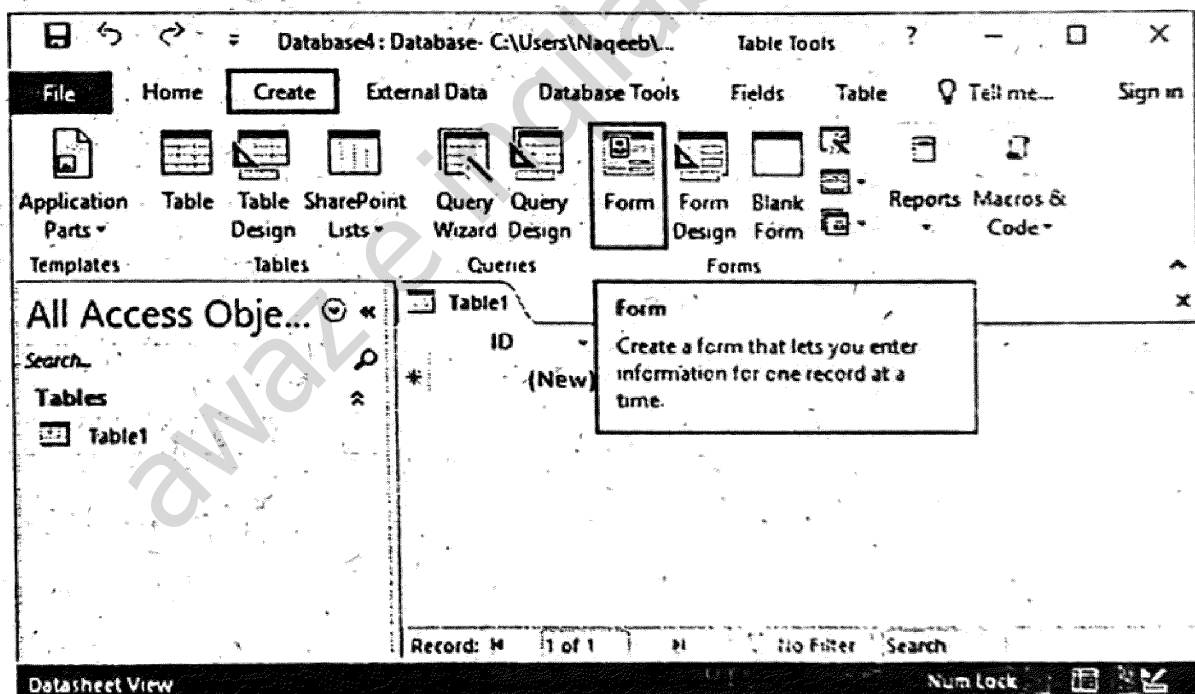 Database4 : Database- C:\Users\Naqeeb\... Table Tools ? 
File Home Create External Data Database Tools Fields Table Tell me... Sign in
Application Parts
Table
Table Design
SharePoint Lists
Query Wizard
Query Design
Form
Form Design
Blank Form
Reports
Macros & Code
Templates Tables Queries Forms
All Access Obje...
Search...
Tables
Table1
Table1
ID
(New)
Form
Create a form that lets you enter
information for one record at a
time.
Record: 1 of 1 No Filter Search
Datasheet View Num Lock
awaze inqila